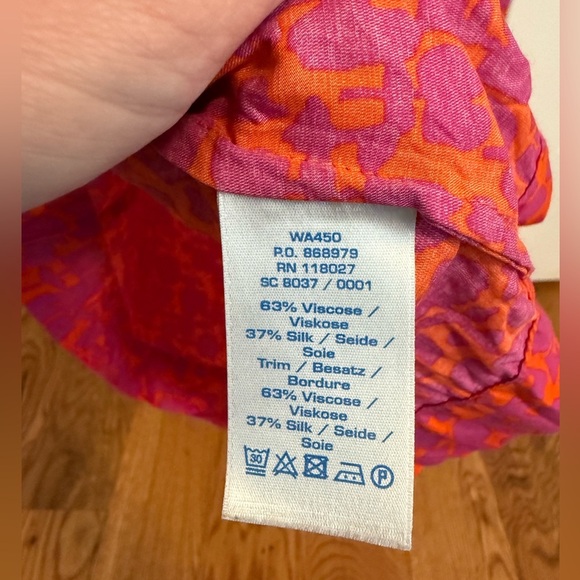 WA450
P.O. 868979
RN 118027
SC 8037 / 0001
63% Viscose /
Viskose
37% Silk / Seide /
Soie
Trim / Besatz /
Bordure
63% Viscose /
Viskose
37% Silk / Seide /
Soie
30 P